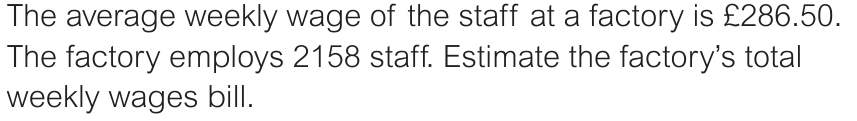 The average weekly wage of the staff at a factory is £286.50.
The factory employs 2158 staff. Estimate the factory’s total
weekly wages bill.